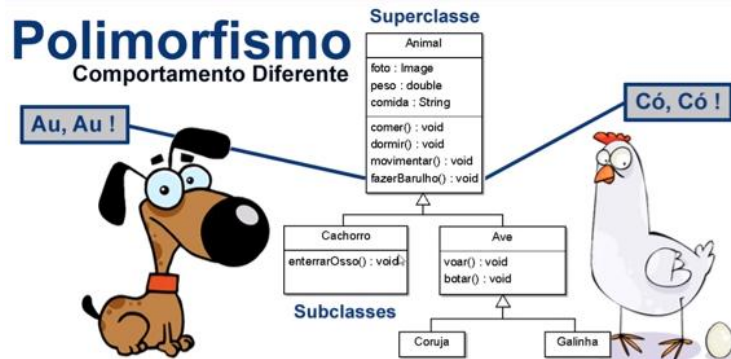 Polimorfismo
Comportamento Diferente
Superclasse
Animal
foto : Image
peso : double
comida : String
comer() : void
dormir() : void
movimentar() : void
fazerBarulho() : void
Au, Au !
Có, Có !
Cachorro
enterrarOsso() : void
Ave
voar() : void
botar() : void
Subclasses
Coruja
Galinha